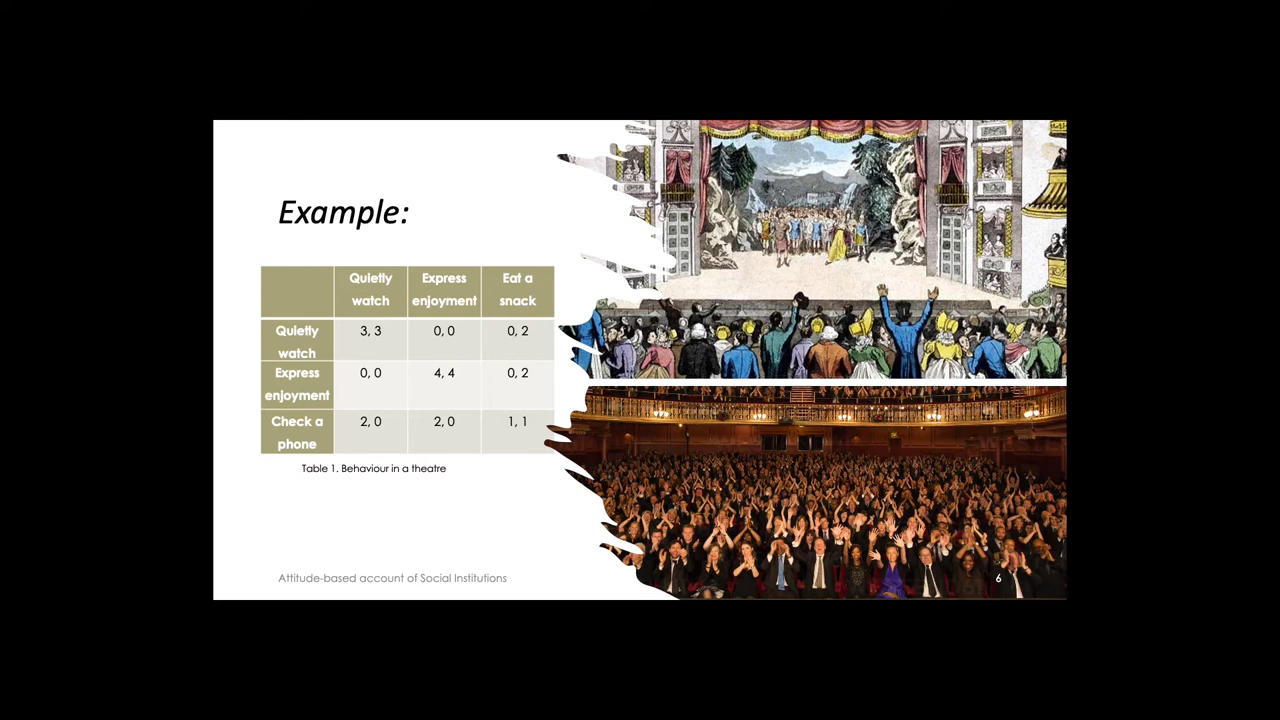 Example:
Quietly Express Eat a
watch enjoyment snack
Quietly 3, 3 0, 0 0, 2
watch
Express 0, 0 4, 4 0, 2
enjoyment
Check a 2, 0 2, 0 1, 1
phone
Table 1. Behaviour in a theatre
Attitude-based account of Social Institutions
6